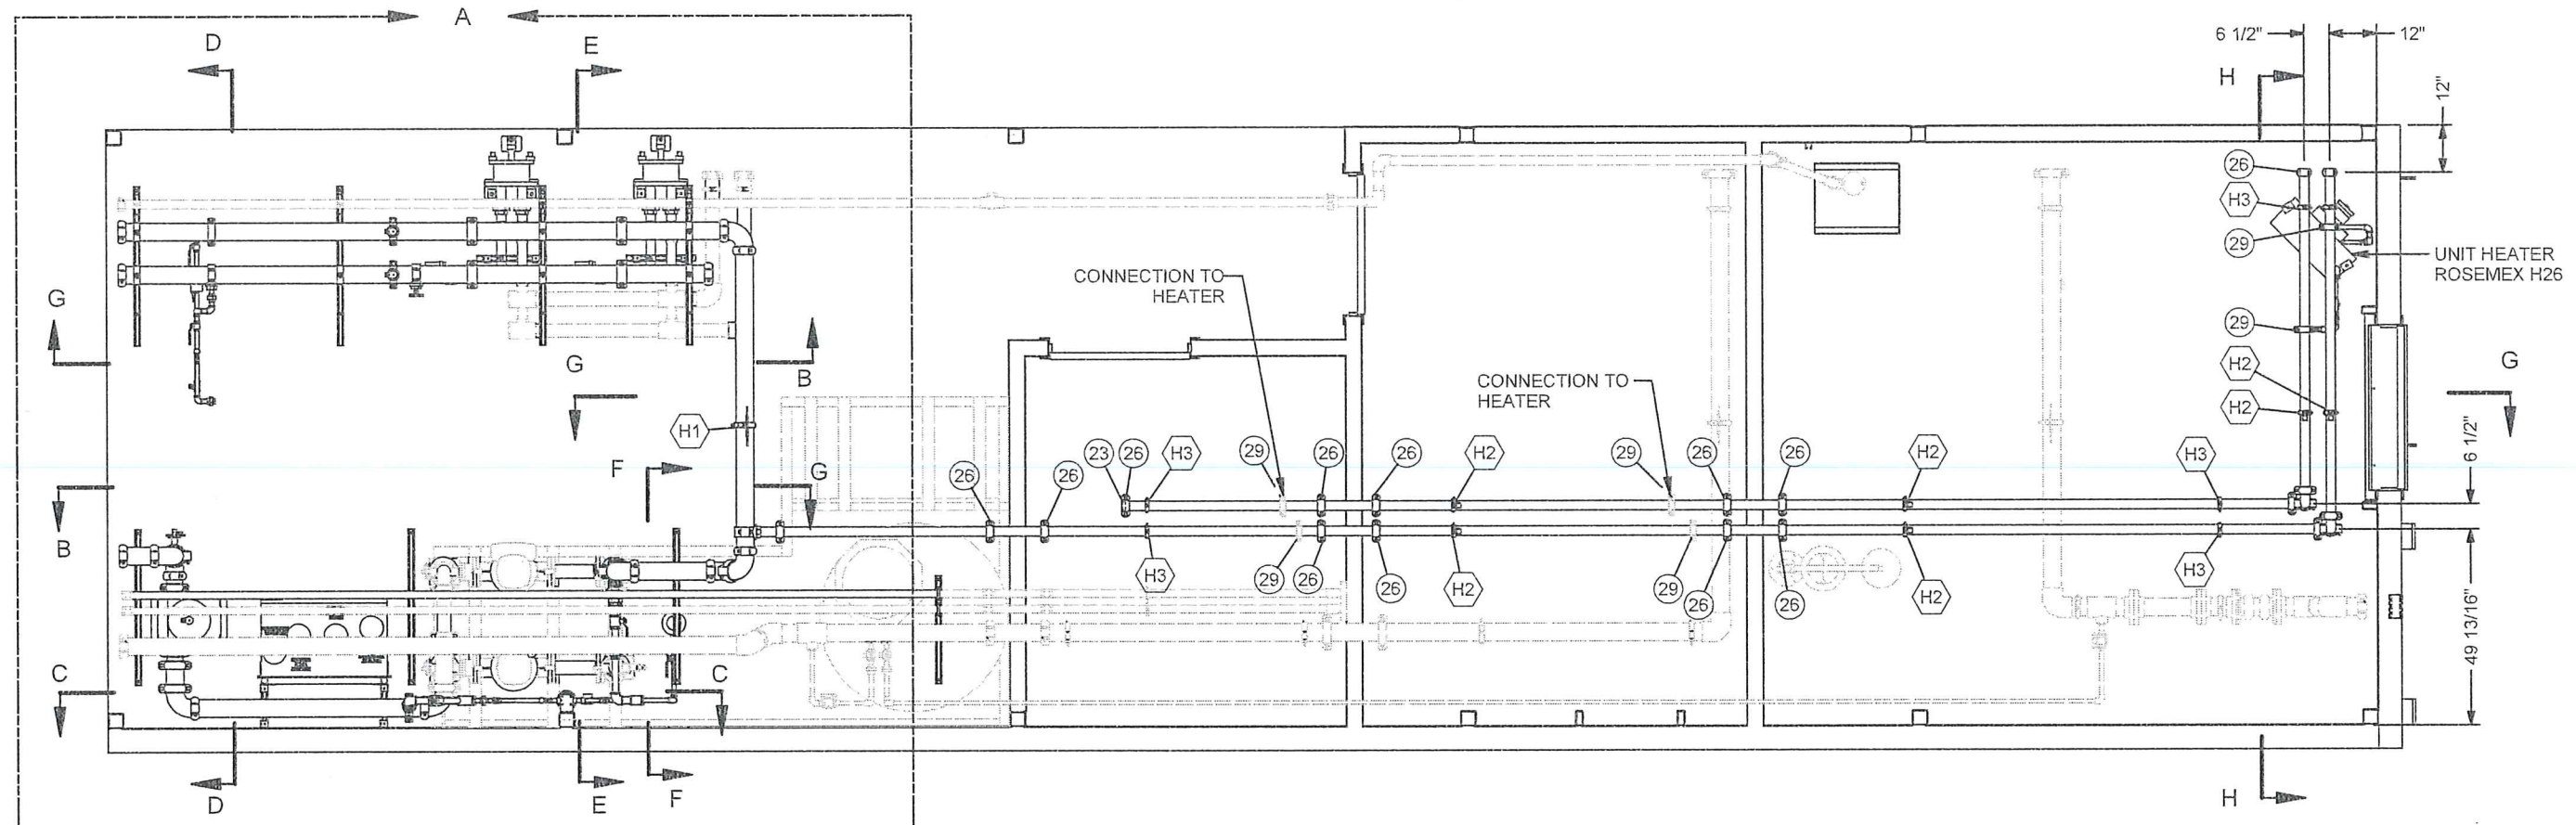 A
D
E
6 1/2"
12"
H
12"
26
H3
29
UNIT HEATER
ROSEMEX H26
CONNECTION TO
HEATER
G
B
G
29
H2
G
CONNECTION TO
HEATER
H2
H1
F
G
26
26
23
26
H3
29
26
26
H2
29
26
26
H2
H3
6 1/2"
B
H3
29
26
26
H2
29
26
26
H2
H3
49 13/16"
C
C
D
E
F
H